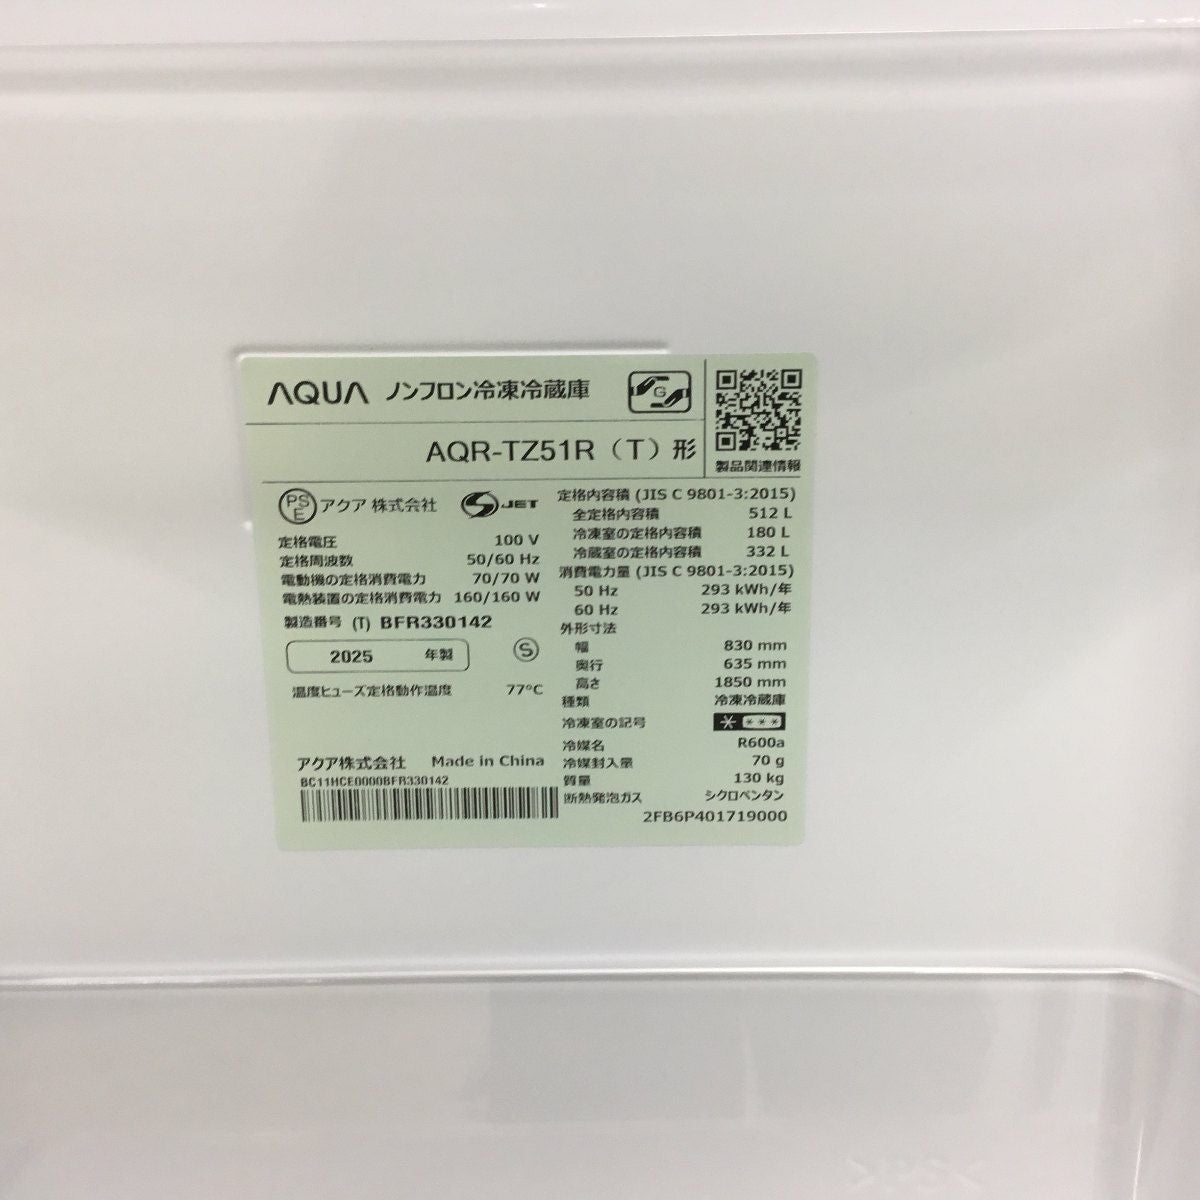 AQUA ノンフロン冷凍冷蔵庫
G
AQR-TZ51R（T）形
製品関連情報
PS
E
アクア 株式会社
S JET
定格電圧 100 V
定格周波数 50/60 Hz
電動機の定格消費電力 70/70 W
電熱装置の定格消費電力 160/160 W
製造番号 (T) BFR330142
2025 年製
S
温度ヒューズ定格動作温度 77°C
アクア株式会社 Made in China
BC11HCE0000BFR330142
定格内容積 (JIS C 9801-3:2015)
全定格内容積 512 L
冷凍室の定格内容積 180 L
冷蔵室の定格内容積 332 L
消費電力量 (JIS C 9801-3:2015)
50 Hz 293 kWh/年
60 Hz 293 kWh/年
外形寸法
幅 830 mm
奥行 635 mm
高さ 1850 mm
種類 冷凍冷蔵庫
冷凍室の記号
冷媒名 R600a
冷媒封入量 70 g
質量 130 kg
断熱発泡ガス シクロペンタン
2FB6P401719000
>PS<